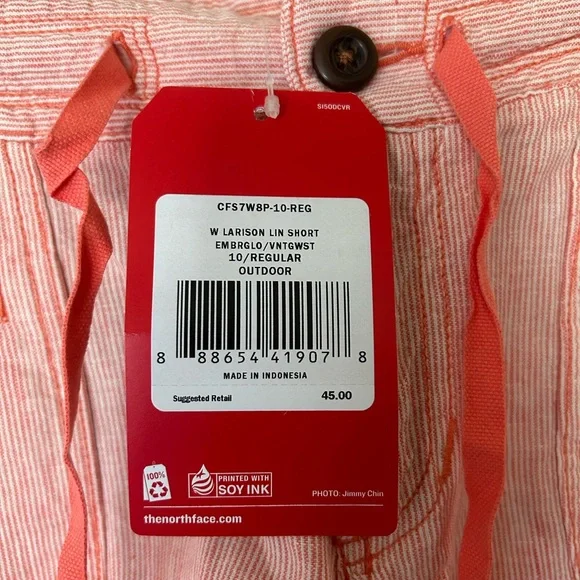 SI50DCVR
CFS7W8P-10-REG
W LARISON LIN SHORT
EMBRGLO/VNTGWST
10/REGULAR
OUTDOOR
8 88654 41907 8
MADE IN INDONESIA
Suggested Retail 45.00
100%
PRINTED WITH
SOY INK
PHOTO: Jimmy Chin
thenorthface.com